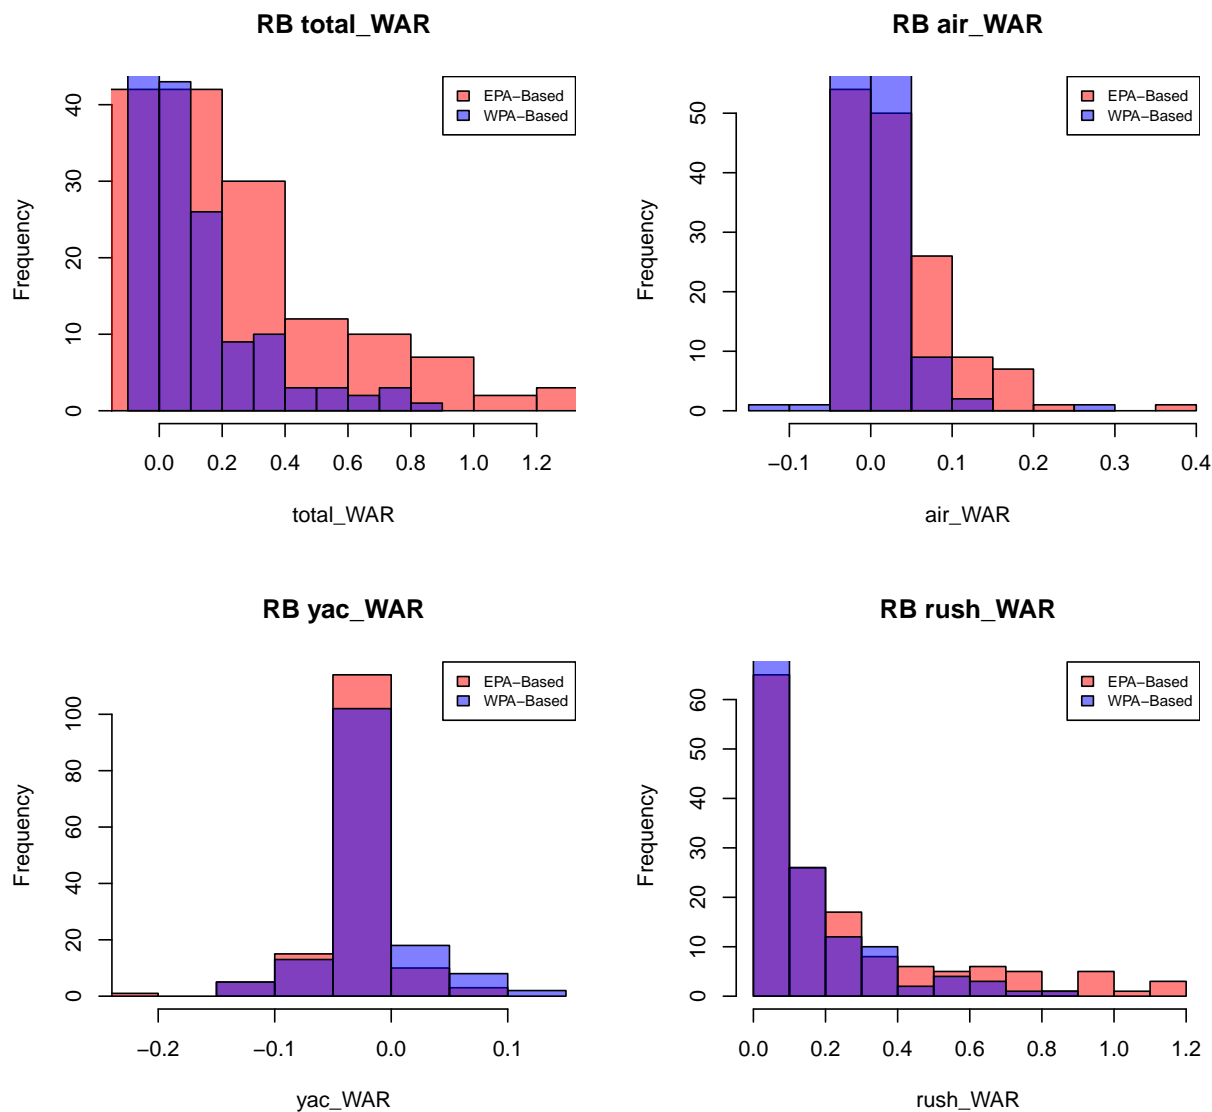 RB total_WAR
EPA−Based
WPA−Based
Frequency
0
10
20
30
40
0.0 0.2 0.4 0.6 0.8 1.0 1.2
total_WAR
RB air_WAR
EPA−Based
WPA−Based
Frequency
0
10
20
30
40
50
−0.1 0.0 0.1 0.2 0.3 0.4
air_WAR
RB yac_WAR
EPA−Based
WPA−Based
Frequency
0
20
40
60
80
100
−0.2 −0.1 0.0 0.1
yac_WAR
RB rush_WAR
EPA−Based
WPA−Based
Frequency
0
10
20
30
40
50
60
0.0 0.2 0.4 0.6 0.8 1.0 1.2
rush_WAR